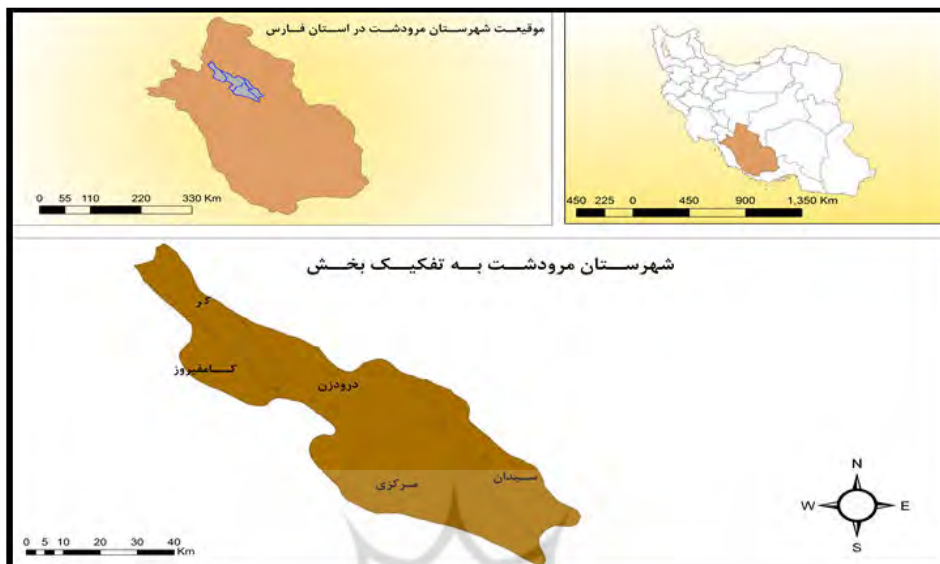 موقیعت شهرستان مرودشت در استان فارس
0 55 110 220 330 Km
450 225 0 450 900 1,350 Km
شهرستان مرودشت به تفکیک بخش
کر
کامفیروز
درودزن
سیدان
مرکزی
N
W E
S
0 5 10 20 30 40
Km